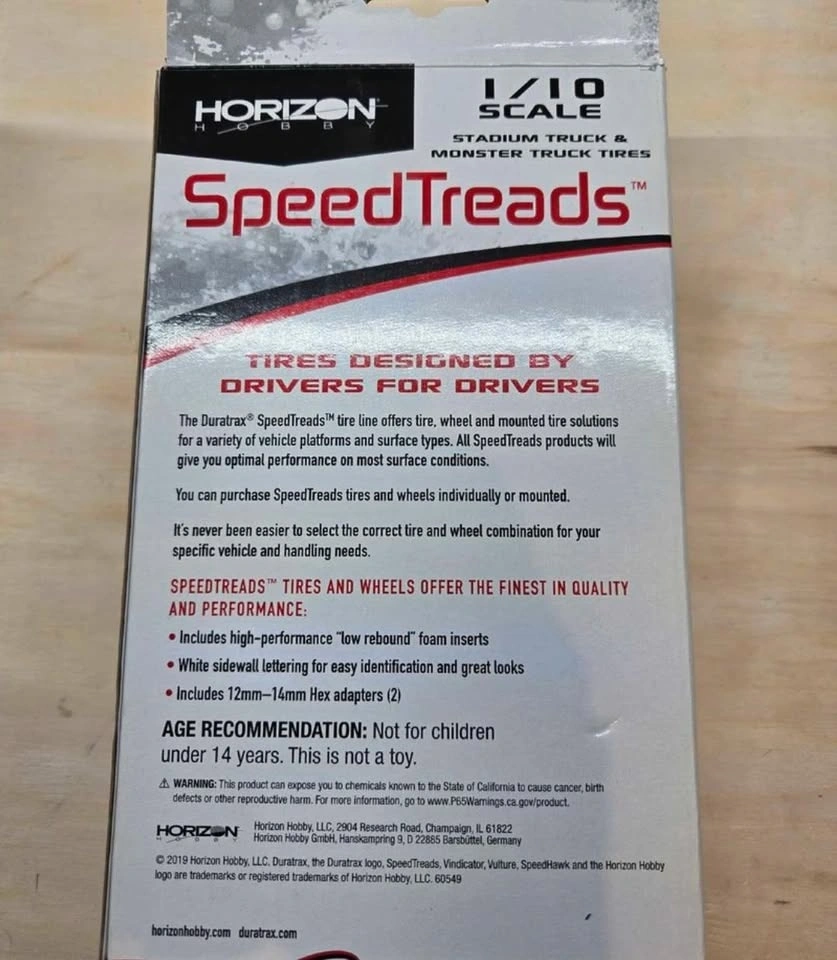 HORIZON
HOBBY
1/10
SCALE
STADIUM TRUCK &
MONSTER TRUCK TIRES
SpeedTreads™
TIRES DESIGNED BY
DRIVERS FOR DRIVERS
The Duratrax® SpeedTreads™ tire line offers tire, wheel and mounted tire solutions
for a variety of vehicle platforms and surface types. All SpeedTreads products will
give you optimal performance on most surface conditions.
You can purchase SpeedTreads tires and wheels individually or mounted.
It's never been easier to select the correct tire and wheel combination for your
specific vehicle and handling needs.
SPEEDTREADS™ TIRES AND WHEELS OFFER THE FINEST IN QUALITY
AND PERFORMANCE:
• Includes high-performance "low rebound" foam inserts
• White sidewall lettering for easy identification and great looks
• Includes 12mm–14mm Hex adapters (2)
AGE RECOMMENDATION: Not for children
under 14 years. This is not a toy.
⚠ WARNING: This product can expose you to chemicals known to the State of California to cause cancer, birth
defects or other reproductive harm. For more information, go to www.P65Warnings.ca.gov/product.
HORIZON
HOBBY
Horizon Hobby, LLC, 2904 Research Road, Champaign, IL 61822
Horizon Hobby GmbH, Hanskampring 9, D 22885 Barsbüttel, Germany
© 2019 Horizon Hobby, LLC. Duratrax, the Duratrax logo, SpeedTreads, Vindicator, Vulture, SpeedHawk and the Horizon Hobby
logo are trademarks or registered trademarks of Horizon Hobby, LLC. 60549
horizonhobby.com duratrax.com